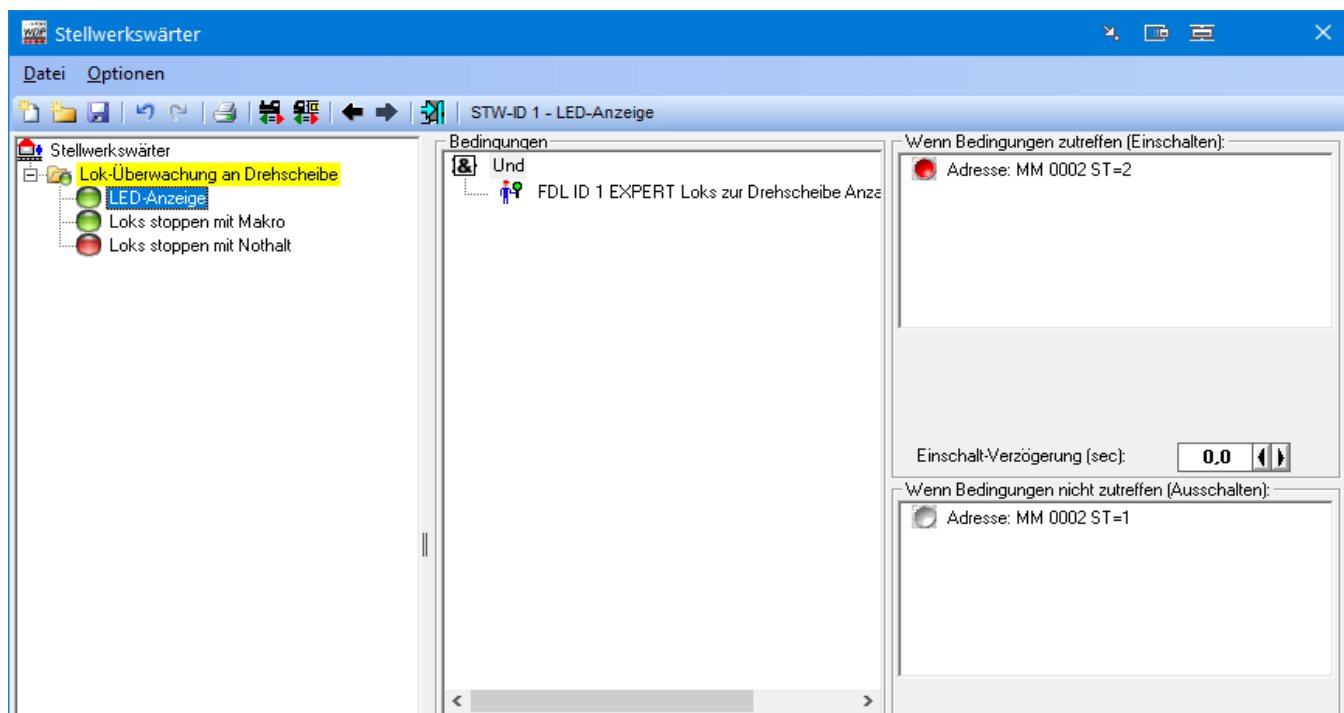 WDP Stellwerkswärter
Datei Optionen
STW-ID 1 - LED-Anzeige
Stellwerkswärter
Lok-Überwachung an Drehscheibe
LED-Anzeige
Loks stoppen mit Makro
Loks stoppen mit Nothalt
Bedingungen
& Und
FDL ID 1 EXPERT Loks zur Drehscheibe Anza
Wenn Bedingungen zutreffen (Einschalten):
Adresse: MM 0002 ST=2
Einschalt-Verzögerung (sec): 0,0
Wenn Bedingungen nicht zutreffen (Ausschalten):
Adresse: MM 0002 ST=1